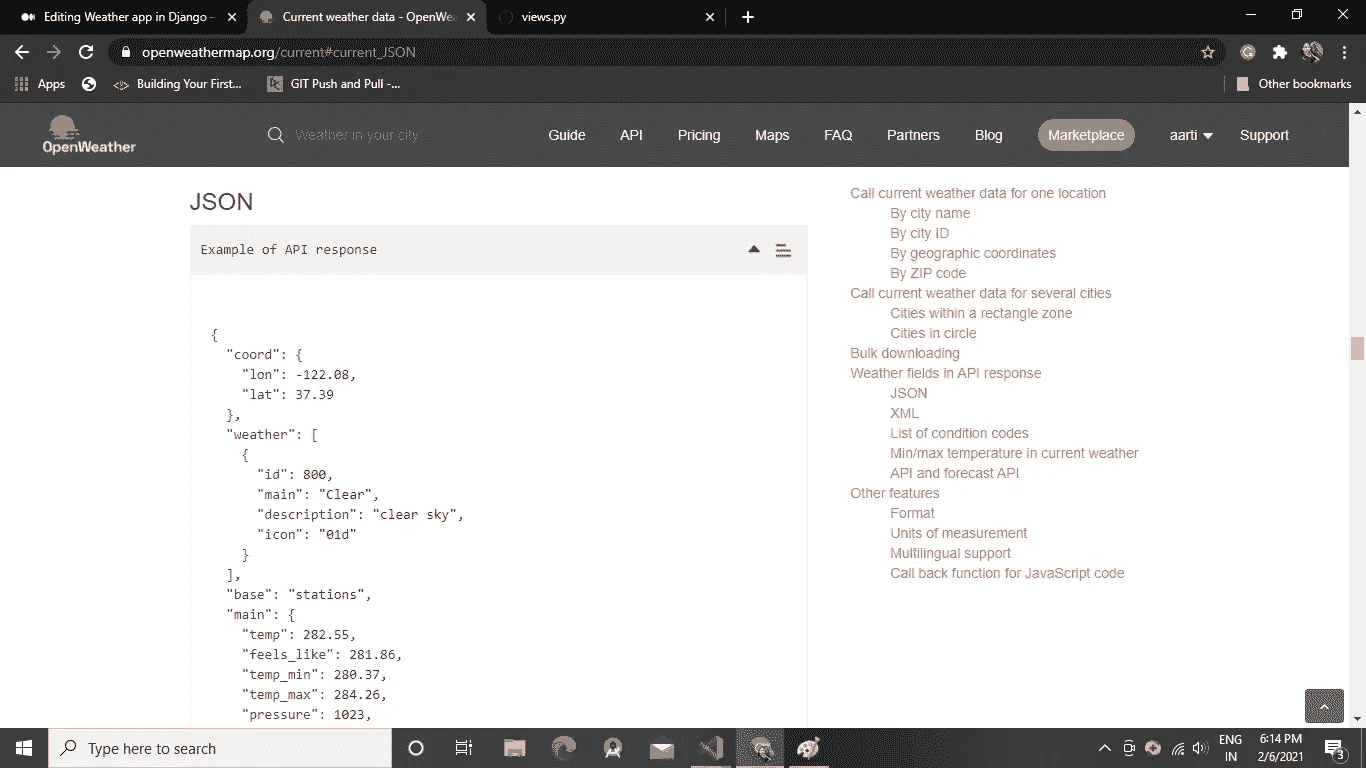 Editing Weather app in Django -
Current weather data - OpenWea
views.py
openweathermap.org/current#current_JSON
Apps
Building Your First...
GIT Push and Pull -...
Other bookmarks
OpenWeather
Weather in your city
Guide
API
Pricing
Maps
FAQ
Partners
Blog
Marketplace
aarti
Support
JSON
Example of API response
{
"coord": {
"lon": -122.08,
"lat": 37.39
},
"weather": [
{
"id": 800,
"main": "Clear",
"description": "clear sky",
"icon": "01d"
}
],
"base": "stations",
"main": {
"temp": 282.55,
"feels_like": 281.86,
"temp_min": 280.37,
"temp_max": 284.26,
"pressure": 1023,
Call current weather data for one location
By city name
By city ID
By geographic coordinates
By ZIP code
Call current weather data for several cities
Cities within a rectangle zone
Cities in circle
Bulk downloading
Weather fields in API response
JSON
XML
List of condition codes
Min/max temperature in current weather
API and forecast API
Other features
Format
Units of measurement
Multilingual support
Call back function for JavaScript code
Type here to search
ENG
IN
6:14 PM
2/6/2021
3